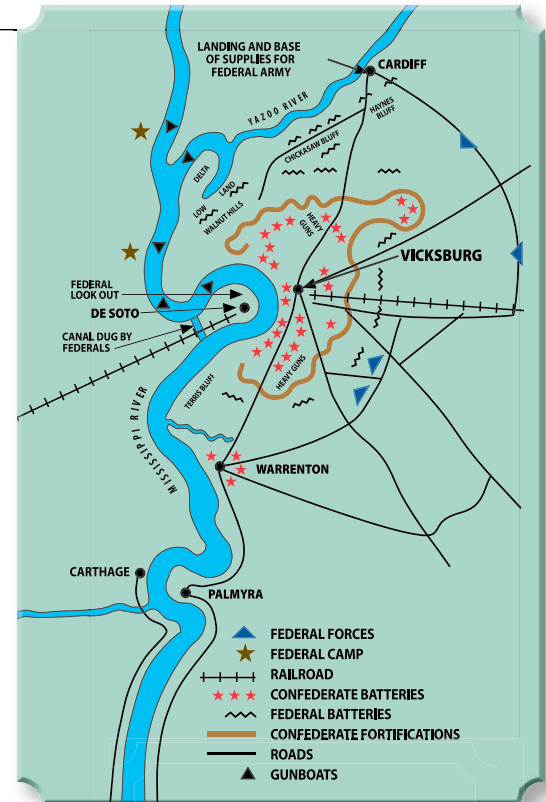 LANDING AND BASE
OF SUPPLIES FOR
FEDERAL ARMY
CARDIFF
YAZOO RIVER
HAYNES
BLUFF
CHICKASAW BLUFF
DELTA
LOW LAND
WALNUT HILLS
HEAVY
GUNS
VICKSBURG
FEDERAL
LOOK OUT
DE SOTO
CANAL DUG BY
FEDERALS
HEAVY GUNS
TERRIS BLUFF
MISSISSIPI RIVER
WARRENTON
CARTHAGE
PALMYRA
FEDERAL FORCES
FEDERAL CAMP
RAILROAD
CONFEDERATE BATTERIES
FEDERAL BATTERIES
CONFEDERATE FORTIFICATIONS
ROADS
GUNBOATS